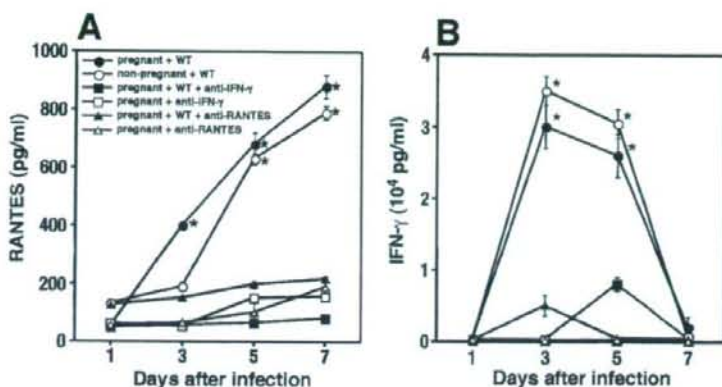 A
RANTES (pg/ml)
1000
800
600
400
200
0
pregnant + WT
non-pregnant + WT
pregnant + WT + anti-IFN-γ
pregnant + anti-IFN-γ
pregnant + WT + anti-RANTES
pregnant + anti-RANTES
*
*
*
*
*
1
3
5
7
Days after infection
B
IFN-γ (10⁴ pg/ml)
4
3
2
1
0
*
*
*
*
1
3
5
7
Days after infection